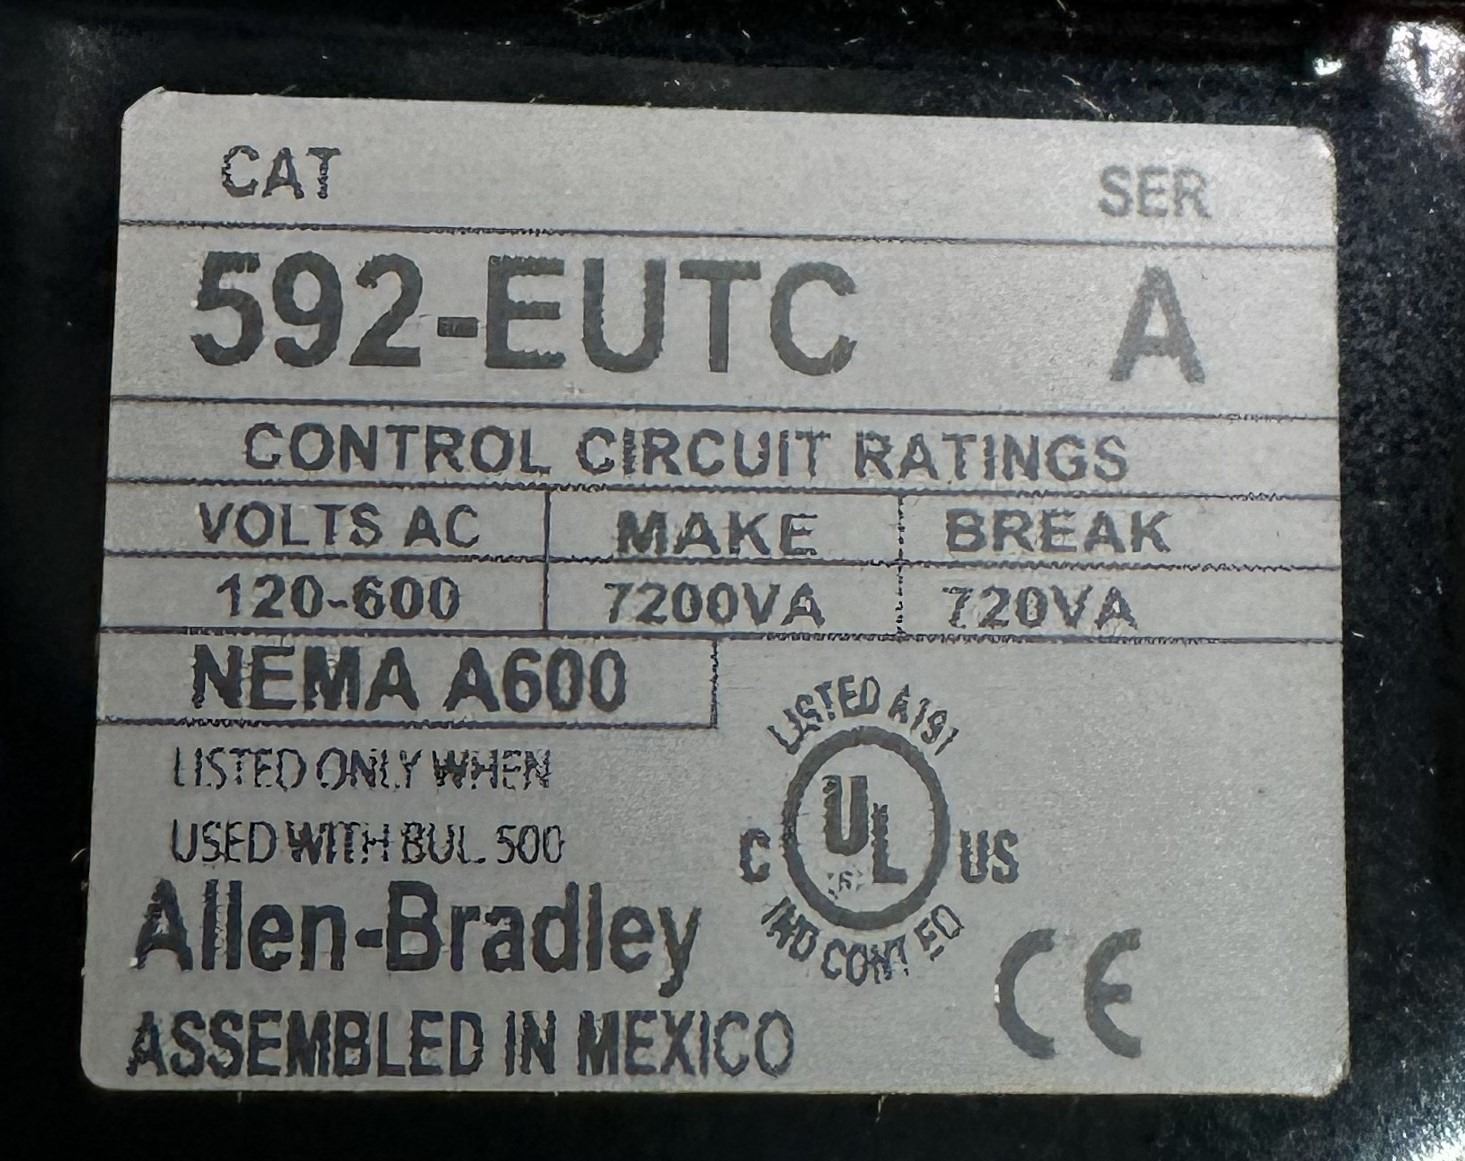 CAT SER
592-EUTC A
CONTROL CIRCUIT RATINGS
VOLTS AC MAKE BREAK
120-600 7200VA 720VA
NEMA A600
LISTED ONLY WHEN
USED WITH BUL. 500
LISTED A191
C UL US
IND CONT EQ
Allen-Bradley
CE
ASSEMBLED IN MEXICO